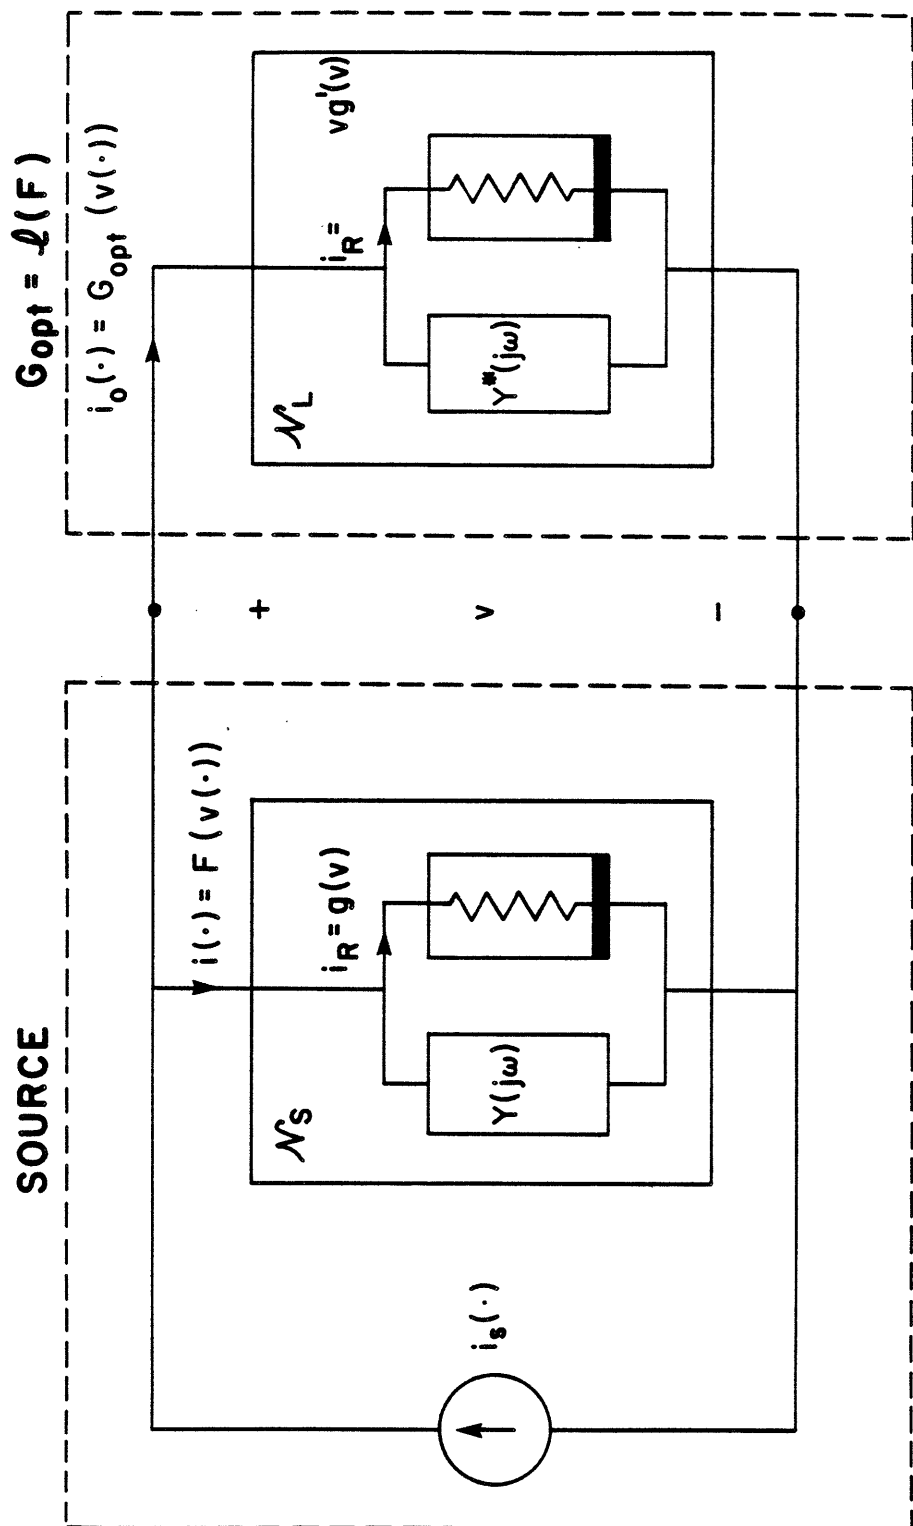 SOURCE
i(·) = F(v(·))
i_R = g(v)
𝒩_S
Y(jω)
i_s(·)
+
v
−
G_opt = ℓ(F)
i_o(·) = G_opt (v(·))
i_R =
vg'(v)
𝒩_L
Y*(jω)